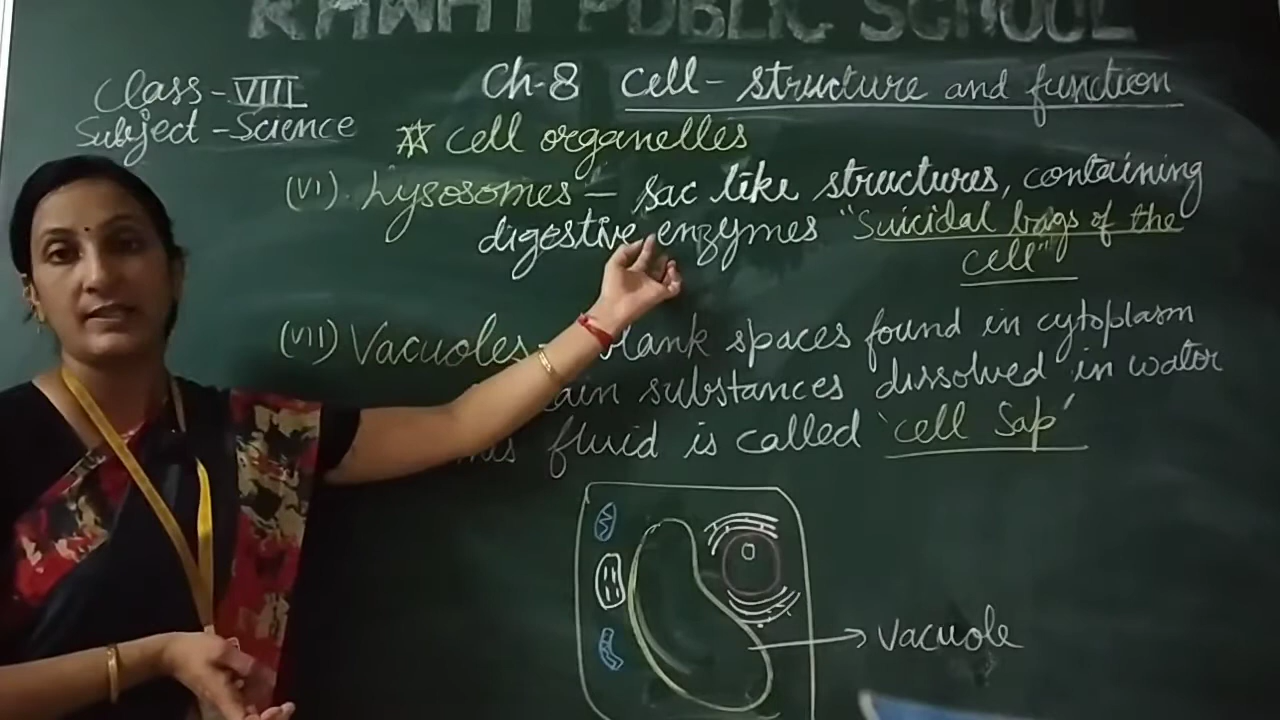 RAWAT PUBLIC SCHOOL
Class - VIII
Subject - Science
Ch-8 Cell - structure and function
☆ Cell organelles
(VI). Lysosomes - Sac like structures, containing
digestive enzymes "Suicidal bags of the
cell"
(VII) Vacuoles - blank spaces found in cytoplasm
substances dissolved in water
fluid is called 'cell Sap'
vacuole